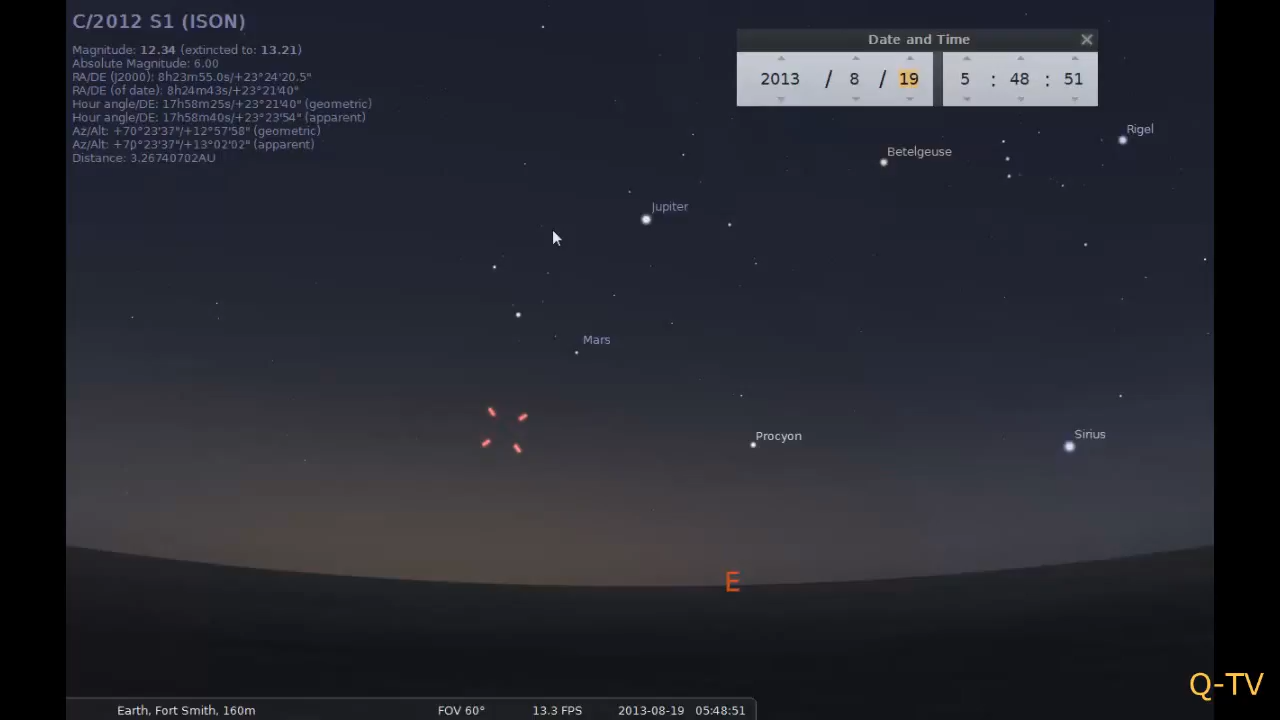 C/2012 S1 (ISON)
Magnitude: 12.34 (extincted to: 13.21)
Absolute Magnitude: 6.00
RA/DE (J2000): 8h23m55.0s/+23°24'20.5"
RA/DE (of date): 8h24m43s/+23°21'40"
Hour angle/DE: 17h58m25s/+23°21'40" (geometric)
Hour angle/DE: 17h58m40s/+23°23'54" (apparent)
Az/Alt: +70°23'37"/+12°57'58" (geometric)
Az/Alt: +70°23'37"/+13°02'02" (apparent)
Distance: 3.26740702AU
Date and Time
2013 / 8 / 19 5 : 48 : 51
Rigel
Betelgeuse
Jupiter
Mars
Procyon
Sirius
E
Q-TV
Earth, Fort Smith, 160m FOV 60° 13.3 FPS 2013-08-19 05:48:51